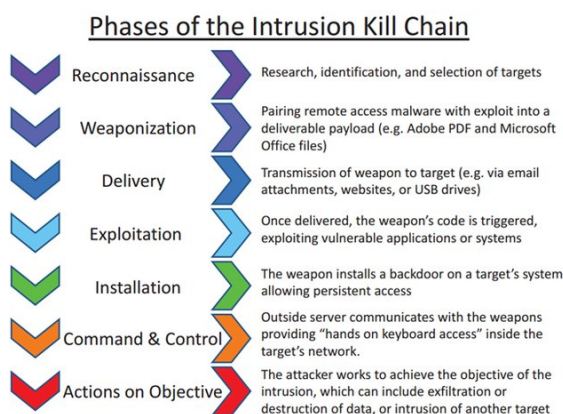 Phases of the Intrusion Kill Chain
Reconnaissance
Research, identification, and selection of targets
Weaponization
Pairing remote access malware with exploit into a
deliverable payload (e.g. Adobe PDF and Microsoft
Office files)
Delivery
Transmission of weapon to target (e.g. via email
attachments, websites, or USB drives)
Exploitation
Once delivered, the weapon's code is triggered,
exploiting vulnerable applications or systems
Installation
The weapon installs a backdoor on a target's system
allowing persistent access
Command & Control
Outside server communicates with the weapons
providing "hands on keyboard access" inside the
target's network.
Actions on Objective
The attacker works to achieve the objective of the
intrusion, which can include exfiltration or
destruction of data, or intrusion of another target